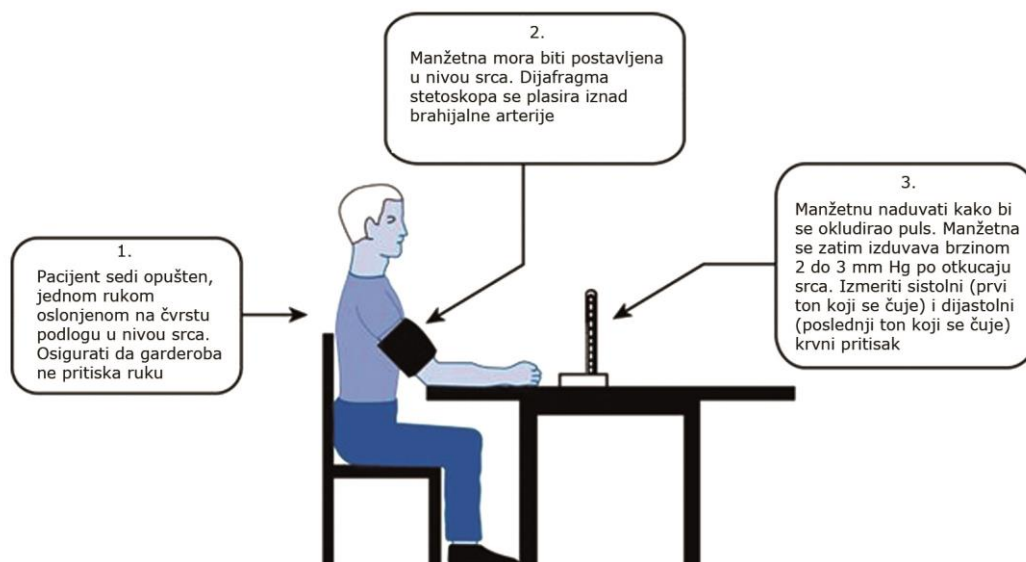 1.
Pacijent sedi opušten,
jednom rukom
oslonjenom na čvrstu
podlogu u nivou srca.
Osigurati da garderoba
ne pritiska ruku
2.
Manžetna mora biti postavljena
u nivou srca. Dijafragma
stetoskopa se plasira iznad
brahijalne arterije
3.
Manžetnu naduvati kako bi
se okludirao puls. Manžetna
se zatim izduvava brzinom
2 do 3 mm Hg po otkucaju
srca. Izmeriti sistolni (prvi
ton koji se čuje) i dijastolni
(poslednji ton koji se čuje)
krvni pritisak